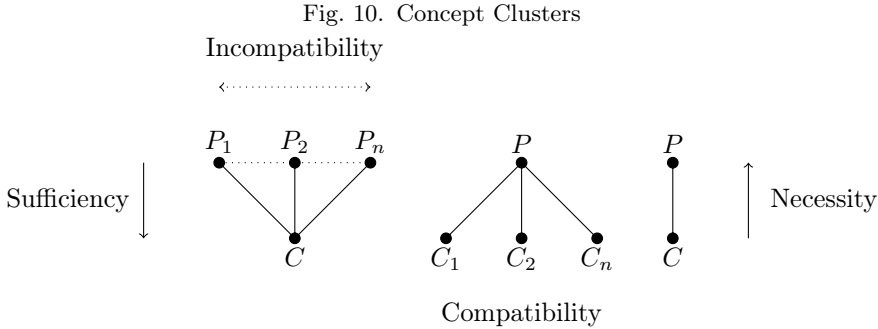 Fig. 10. Concept Clusters
Incompatibility
P₁ P₂ Pₙ P P
Sufficiency Necessity
C C₁ C₂ Cₙ C
Compatibility